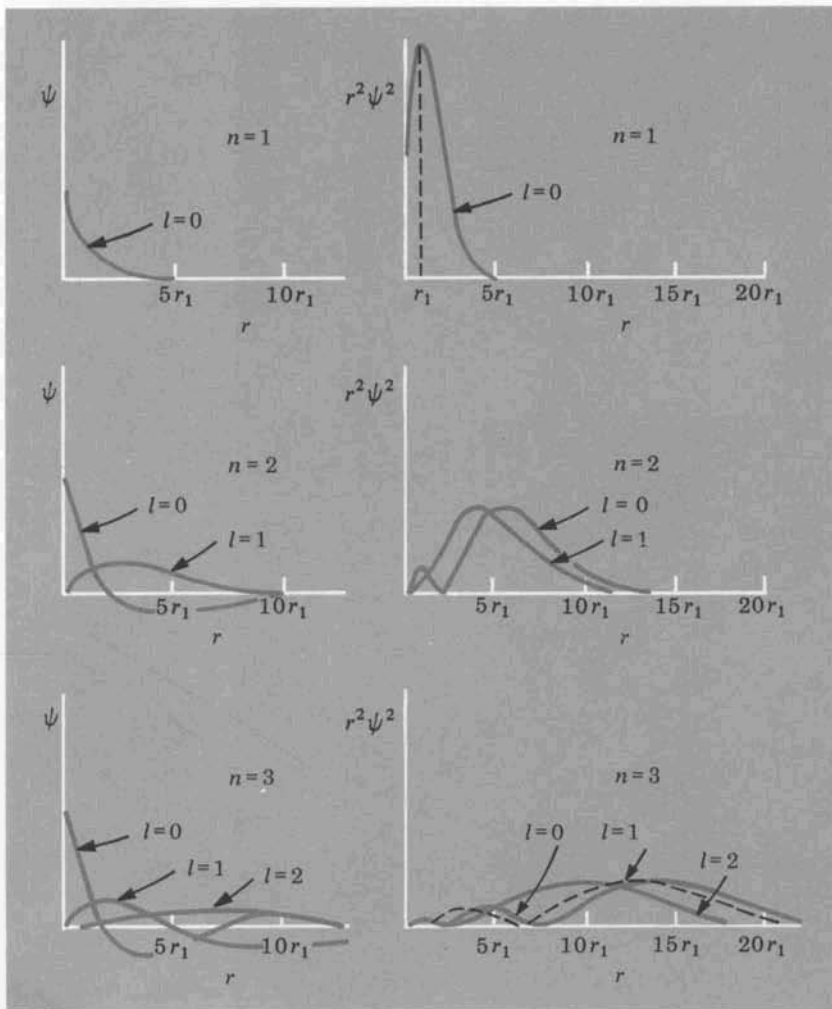 ψ
n=1
l=0
5r₁
10r₁
r
r²ψ²
n=1
l=0
r₁
5r₁
10r₁
15r₁
20r₁
r
ψ
n=2
l=0
l=1
5r₁
10r₁
r
r²ψ²
n=2
l=0
l=1
5r₁
10r₁
15r₁
20r₁
r
ψ
n=3
l=0
l=1
l=2
5r₁
10r₁
r
r²ψ²
n=3
l=0
l=1
l=2
5r₁
10r₁
15r₁
20r₁
r